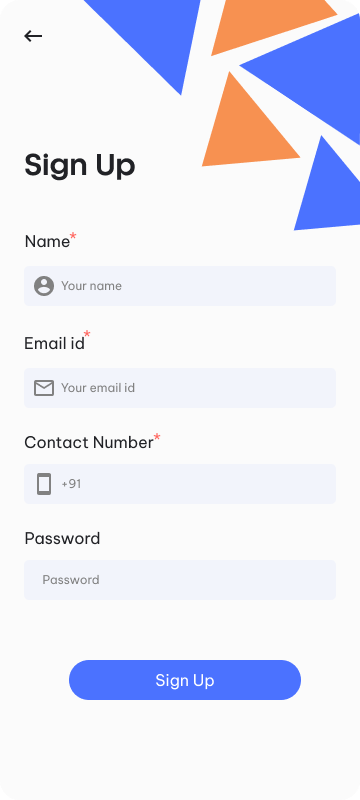 Sign Up
Name*
Your name
Email id*
Your email id
Contact Number*
+91
Password
Password
Sign Up